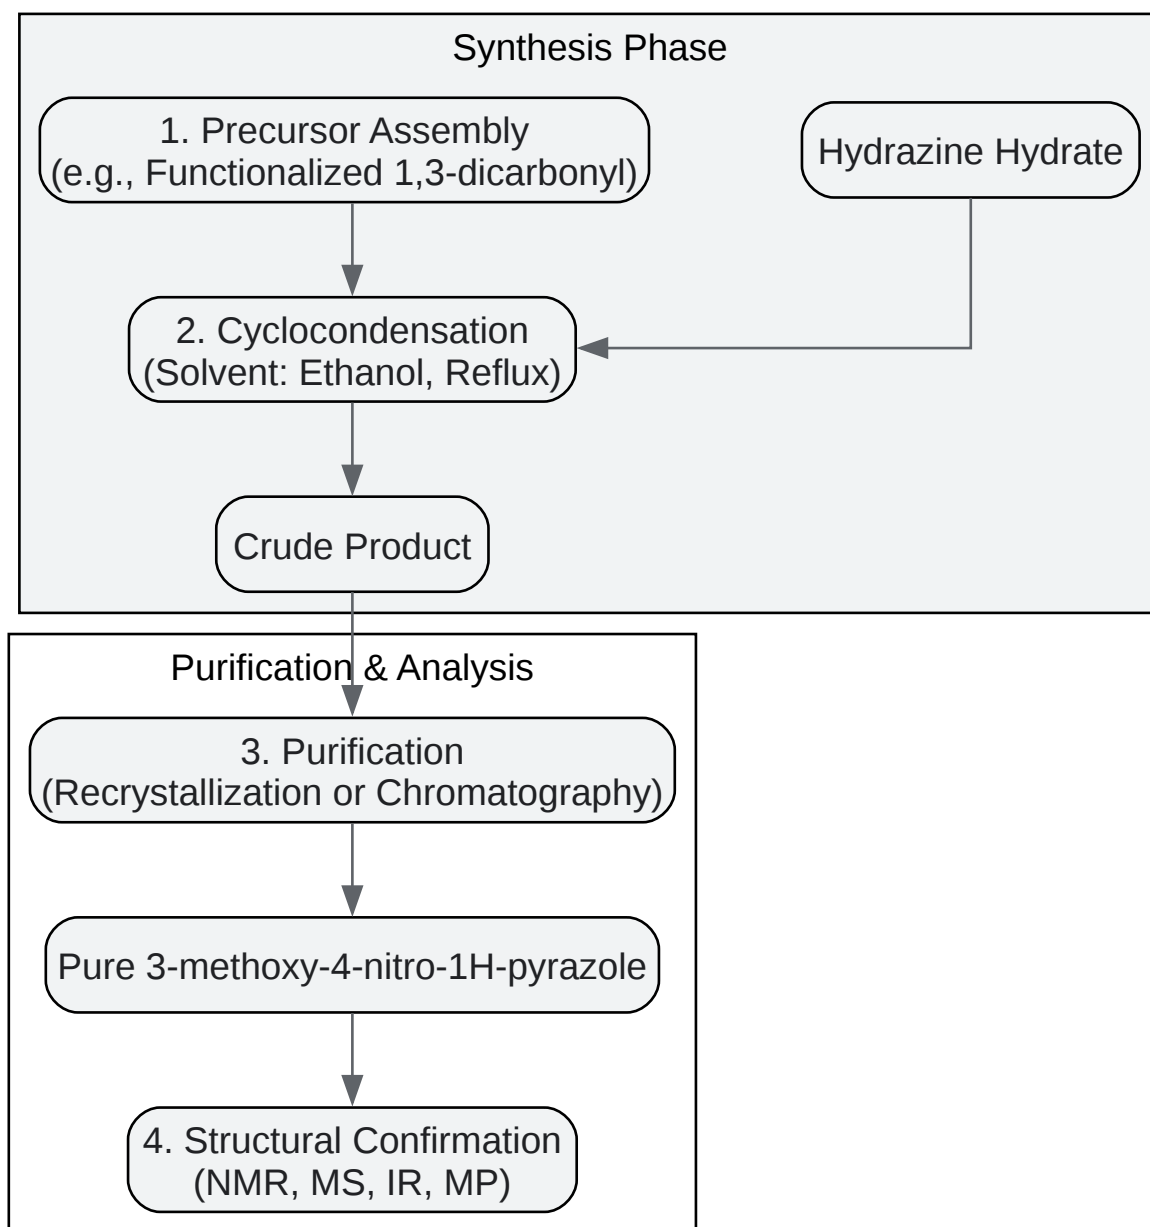 Synthesis Phase
1. Precursor Assembly
(e.g., Functionalized 1,3-dicarbonyl)
Hydrazine Hydrate
2. Cyclocondensation
(Solvent: Ethanol, Reflux)
Crude Product
Purification & Analysis
3. Purification
(Recrystallization or Chromatography)
Pure 3-methoxy-4-nitro-1H-pyrazole
4. Structural Confirmation
(NMR, MS, IR, MP)